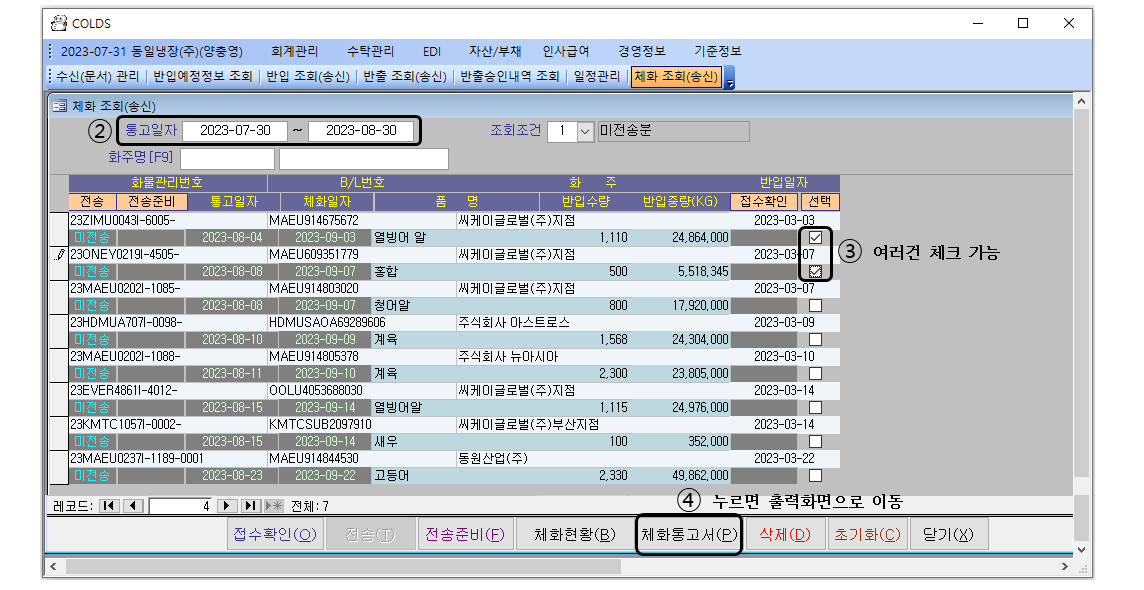 COLDS
2023-07-31 동일냉장(주)(양충영) 회계관리 수탁관리 EDI 자산/부채 인사급여 경영정보 기준정보
수신(문서) 관리 반입예정정보 조회 반입 조회(송신) 반출 조회(송신) 반출승인내역 조회 일정관리 체화 조회(송신)
체화 조회(송신)
② 통고일자 2023-07-30 ~ 2023-08-30 조회조건 1 미전송분
화주명[F9]
화물관리번호 B/L번호 화 주 반입일자
전송 전송준비 통고일자 체화일자 품 명 반입수량 반입중량(KG) 접수확인 선택
23ZIMU0043I-6005- MAEU914675672 씨케이글로벌(주)지점 2023-03-03
미전송 2023-08-04 2023-09-03 열빙어 알 1,110 24,864,000
23ONEY0219I-4505- MAEU609351779 씨케이글로벌(주)지점 2023-03-07
③ 여러건 체크 가능
미전송 2023-08-08 2023-09-07 홍합 500 5,518,345
23MAEU0202I-1085- MAEU914803020 씨케이글로벌(주)지점 2023-03-07
미전송 2023-08-08 2023-09-07 청어알 800 17,920,000
23HDMUA707I-0098- HDMUSAOA69289606 주식회사 아스트로스 2023-03-09
미전송 2023-08-10 2023-09-09 계육 1,568 24,304,000
23MAEU0202I-1088- MAEU914805378 주식회사 뉴아시아 2023-03-10
미전송 2023-08-11 2023-09-10 계육 2,300 23,805,000
23EVER4861I-4012- OOLU4053688030 씨케이글로벌(주)지점 2023-03-14
미전송 2023-08-15 2023-09-14 열빙어알 1,115 24,976,000
23KMTC1057I-0002- KMTCSUB2097910 씨케이글로벌(주)부산지점 2023-03-14
미전송 2023-08-15 2023-09-14 새우 100 352,000
23MAEU0237I-1189-0001 MAEU914844530 동원산업(주) 2023-03-22
미전송 2023-08-23 2023-09-22 고등어 2,330 49,862,000
④ 누르면 출력화면으로 이동
레코드: 4 전체: 7
접수확인(O) 전송(T) 전송준비(F) 체화현황(B) 체화통고서(P) 삭제(D) 초기화(C) 닫기(X)